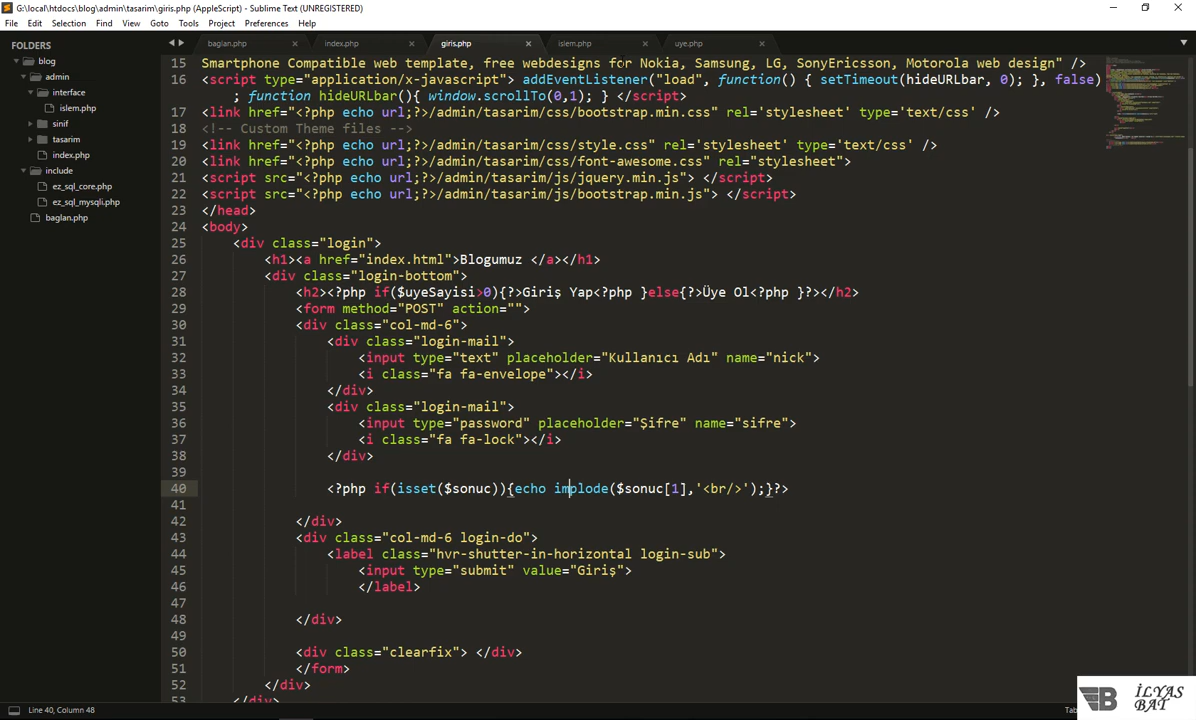 G:\local\htdocs\blog\admin\tasarim\giris.php (AppleScript) - Sublime Text (UNREGISTERED)
File Edit Selection Find View Goto Tools Project Preferences Help
FOLDERS
blog
admin
interface
islem.php
sinif
tasarim
index.php
include
ez_sql_core.php
ez_sql_mysqli.php
baglan.php
baglan.php × index.php × giris.php × islem.php × uye.php ×
15 Smartphone Compatible web template, free webdesigns for Nokia, Samsung, LG, SonyEricsson, Motorola web design" />
16 <script type="application/x-javascript"> addEventListener("load", function() { setTimeout(hideURLbar, 0); }, false)
; function hideURLbar(){ window.scrollTo(0,1); } </script>
17 <link href="<?php echo url;?>/admin/tasarim/css/bootstrap.min.css" rel='stylesheet' type='text/css' />
18 <!-- Custom Theme files -->
19 <link href="<?php echo url;?>/admin/tasarim/css/style.css" rel='stylesheet' type='text/css' />
20 <link href="<?php echo url;?>/admin/tasarim/css/font-awesome.css" rel="stylesheet">
21 <script src="<?php echo url;?>/admin/tasarim/js/jquery.min.js"> </script>
22 <script src="<?php echo url;?>/admin/tasarim/js/bootstrap.min.js"> </script>
23 </head>
24 <body>
25 <div class="login">
26 <h1><a href="index.html">Blogumuz </a></h1>
27 <div class="login-bottom">
28 <h2><?php if($uyeSayisi>0){?>Giriş Yap<?php }else{?>Üye Ol<?php }?></h2>
29 <form method="POST" action="">
30 <div class="col-md-6">
31 <div class="login-mail">
32 <input type="text" placeholder="Kullanıcı Adı" name="nick">
33 <i class="fa fa-envelope"></i>
34 </div>
35 <div class="login-mail">
36 <input type="password" placeholder="Şifre" name="sifre">
37 <i class="fa fa-lock"></i>
38 </div>
39
40 <?php if(isset($sonuc)){echo implode($sonuc[1],'<br/>');}?>
41
42 </div>
43 <div class="col-md-6 login-do">
44 <label class="hvr-shutter-in-horizontal login-sub">
45 <input type="submit" value="Giriş">
46 </label>
47
48 </div>
49
50 <div class="clearfix"> </div>
51 </form>
52 </div>
53 </div>
Line 40, Column 48
İLYAS
BAT